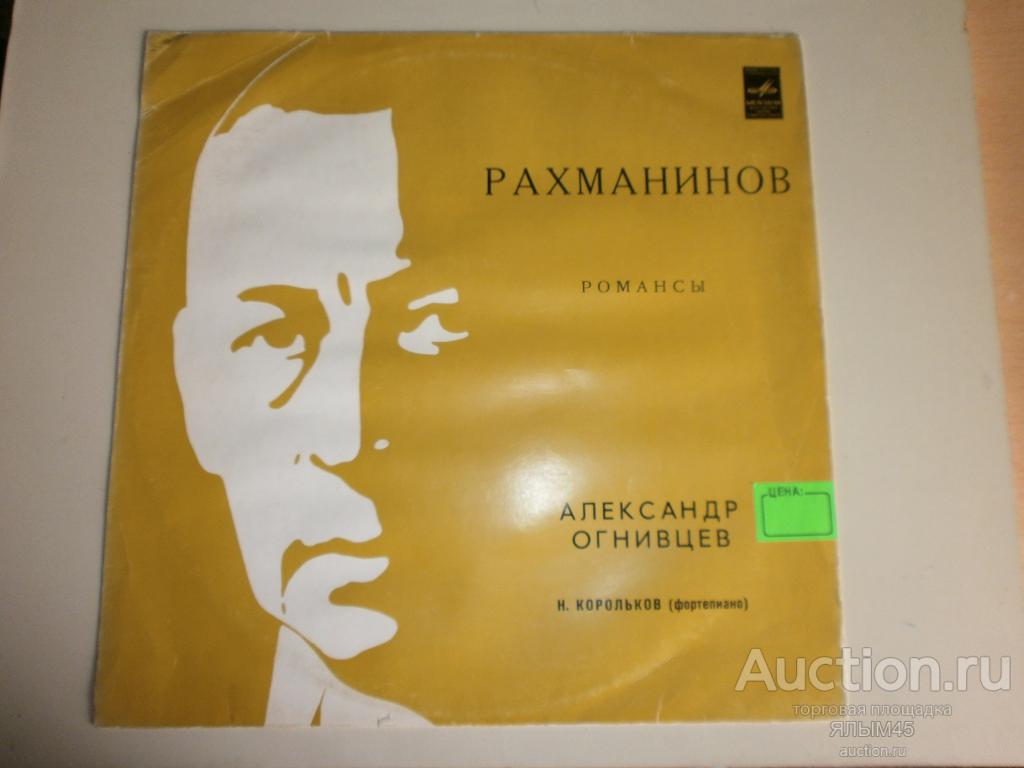 РАХМАНИНОВ
РОМАНСЫ
АЛЕКСАНДР
ОГНИВЦЕВ
ЦЕНА:
Н. КОРОЛЬКОВ (фортепиано)
Auction.ru
торговая площадка
ЯЛЫМ45
auction.ru